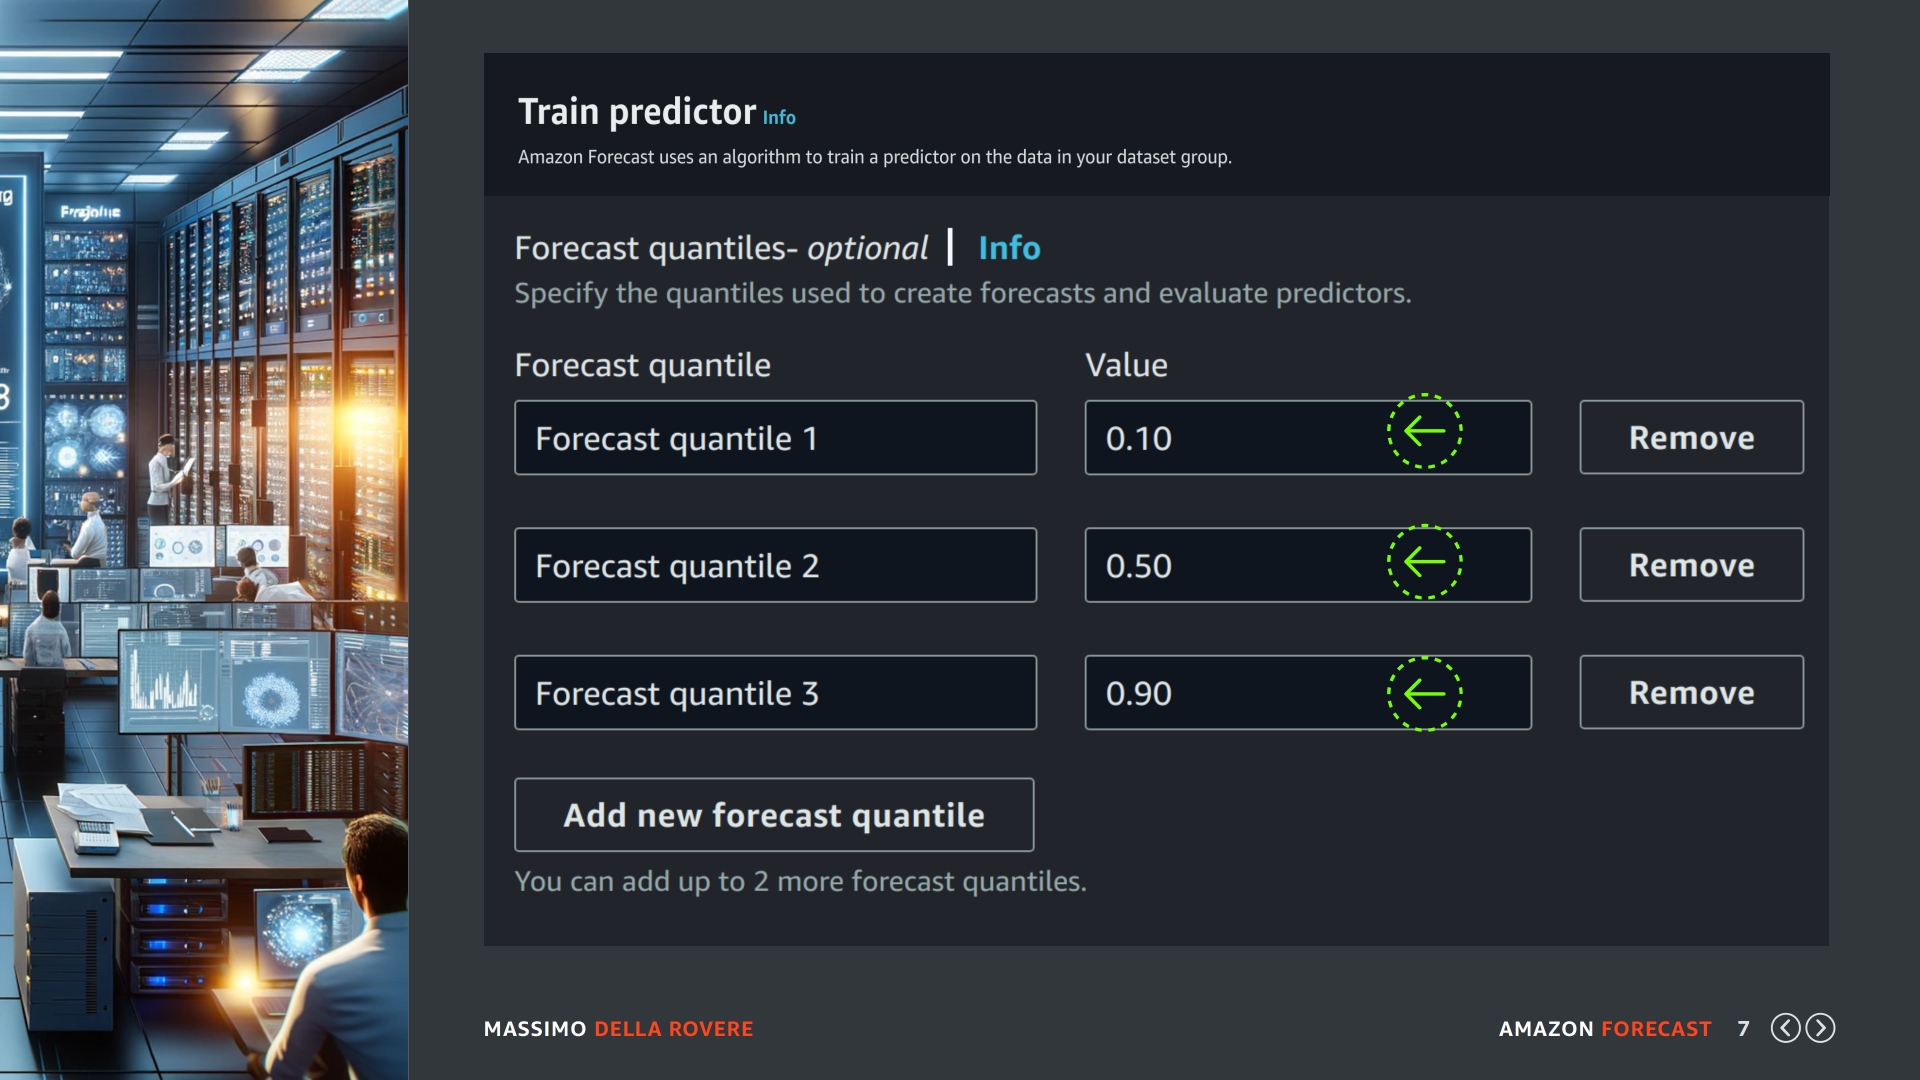 Train predictor Info
Amazon Forecast uses an algorithm to train a predictor on the data in your dataset group.
Forecast quantiles- optional | Info
Specify the quantiles used to create forecasts and evaluate predictors.
Forecast quantile Value
Forecast quantile 1 0.10 Remove
Forecast quantile 2 0.50 Remove
Forecast quantile 3 0.90 Remove
Add new forecast quantile
You can add up to 2 more forecast quantiles.
MASSIMO DELLA ROVERE AMAZON FORECAST 7